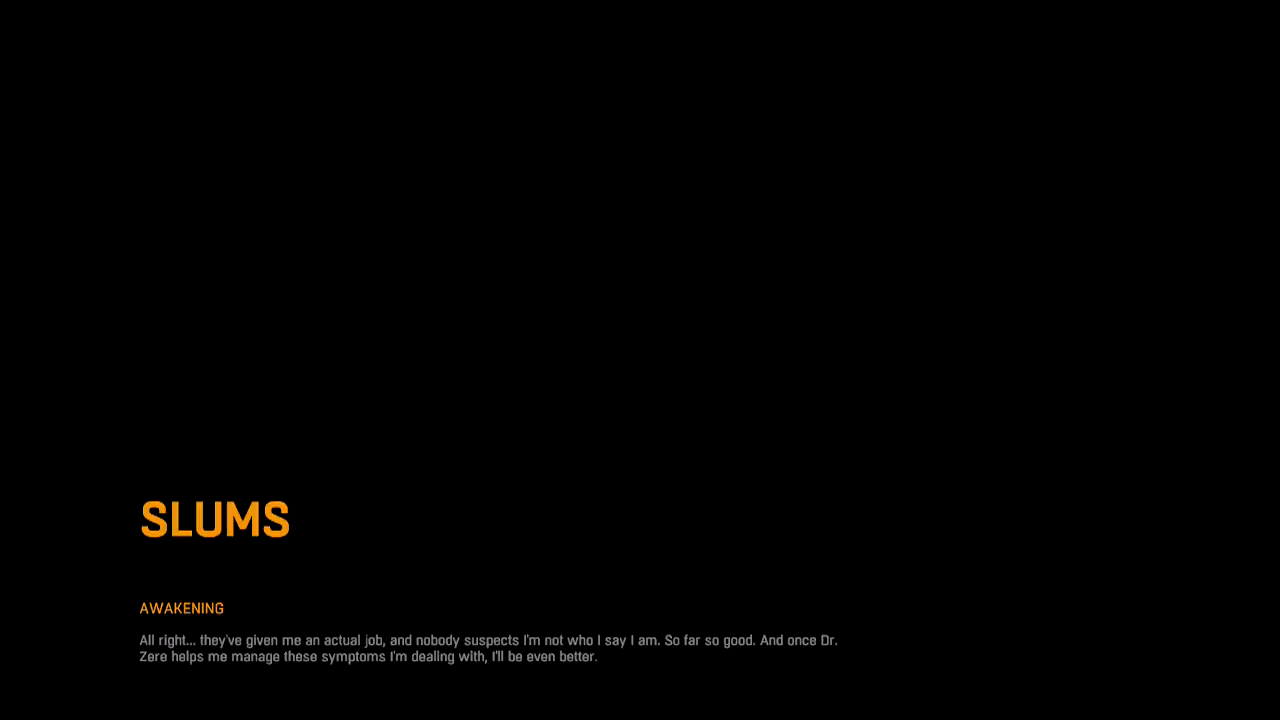 SLUMS
AWAKENING
All right... they've given me an actual job, and nobody suspects I'm not who I say I am. So far so good. And once Dr.
Zere helps me manage these symptoms I'm dealing with, I'll be even better.